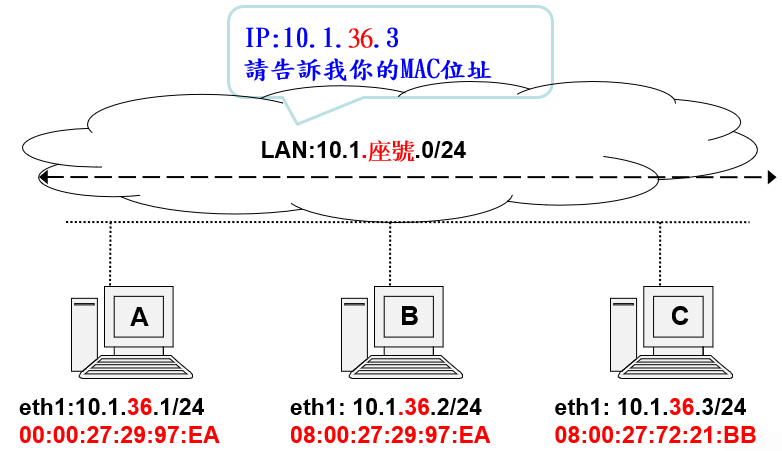 IP:10.1.36.3
請告訴我你的MAC位址
LAN:10.1.座號.0/24
A
B
C
eth1:10.1.36.1/24
00:00:27:29:97:EA
eth1: 10.1.36.2/24
08:00:27:29:97:EA
eth1: 10.1.36.3/24
08:00:27:72:21:BB